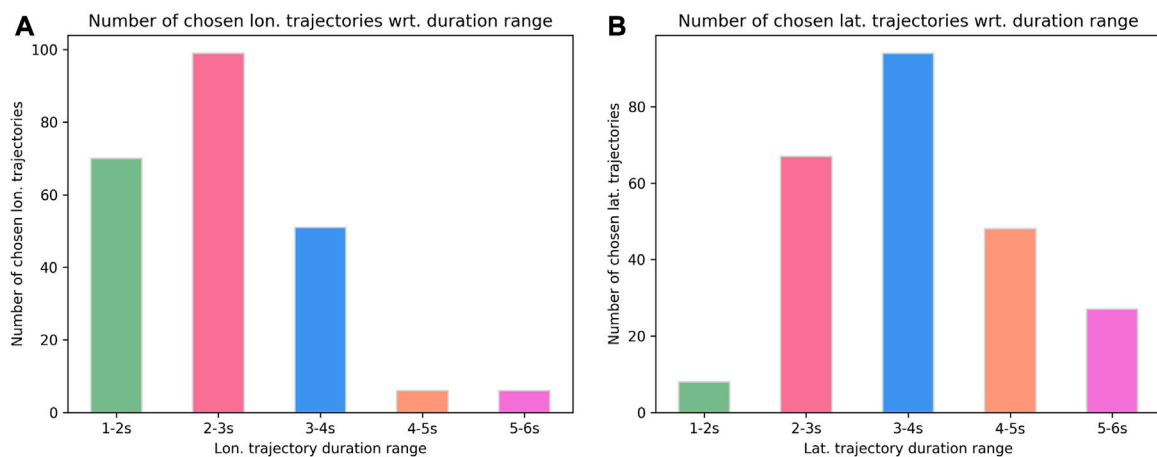 A
Number of chosen lon. trajectories wrt. duration range
Number of chosen lon. trajectories
100
80
60
40
20
0
1-2s 2-3s 3-4s 4-5s 5-6s
Lon. trajectory duration range
B
Number of chosen lat. trajectories wrt. duration range
Number of chosen lat. trajectories
80
60
40
20
0
1-2s 2-3s 3-4s 4-5s 5-6s
Lat. trajectory duration range